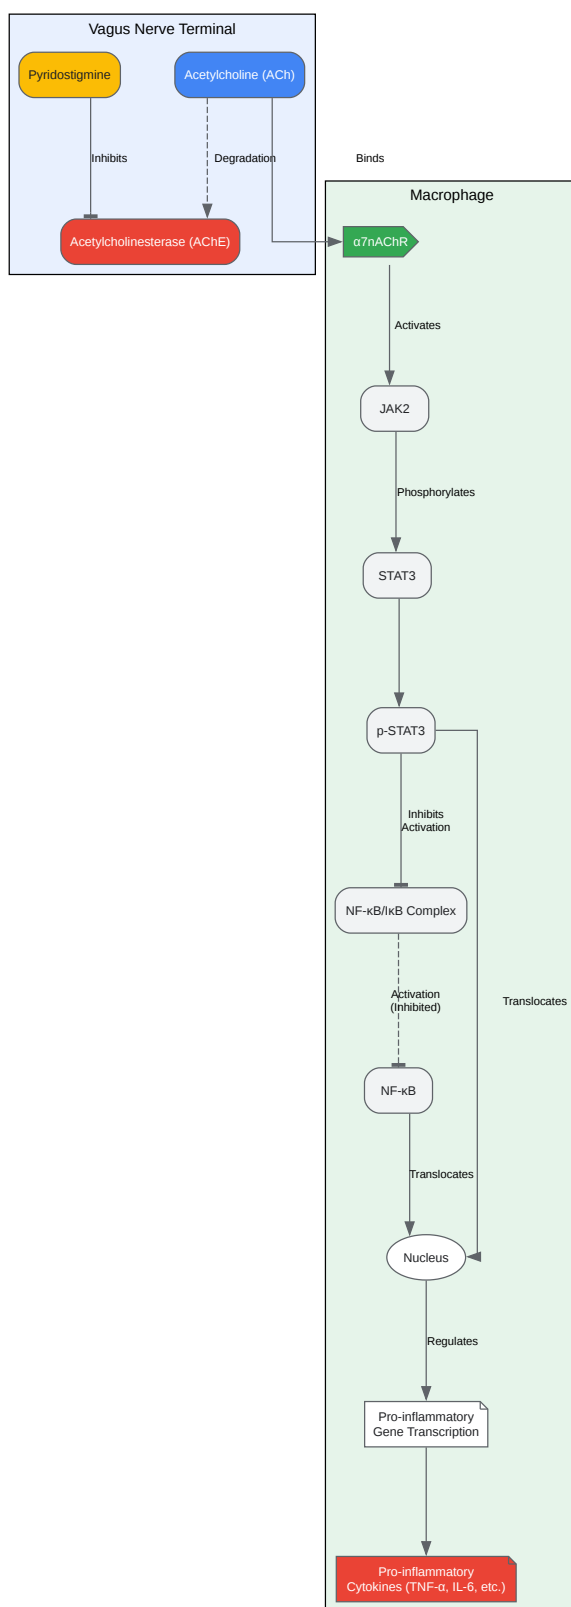 Vagus Nerve Terminal
Pyridostigmine
Acetylcholine (ACh)
Inhibits
Degradation
Binds
Acetylcholinesterase (AChE)
Macrophage
α7nAChR
Activates
JAK2
Phosphorylates
STAT3
p-STAT3
Inhibits
Activation
NF-κB/IκB Complex
Activation
(Inhibited)
Translocates
NF-κB
Translocates
Nucleus
Regulates
Pro-inflammatory
Gene Transcription
Pro-inflammatory
Cytokines (TNF-α, IL-6, etc.)